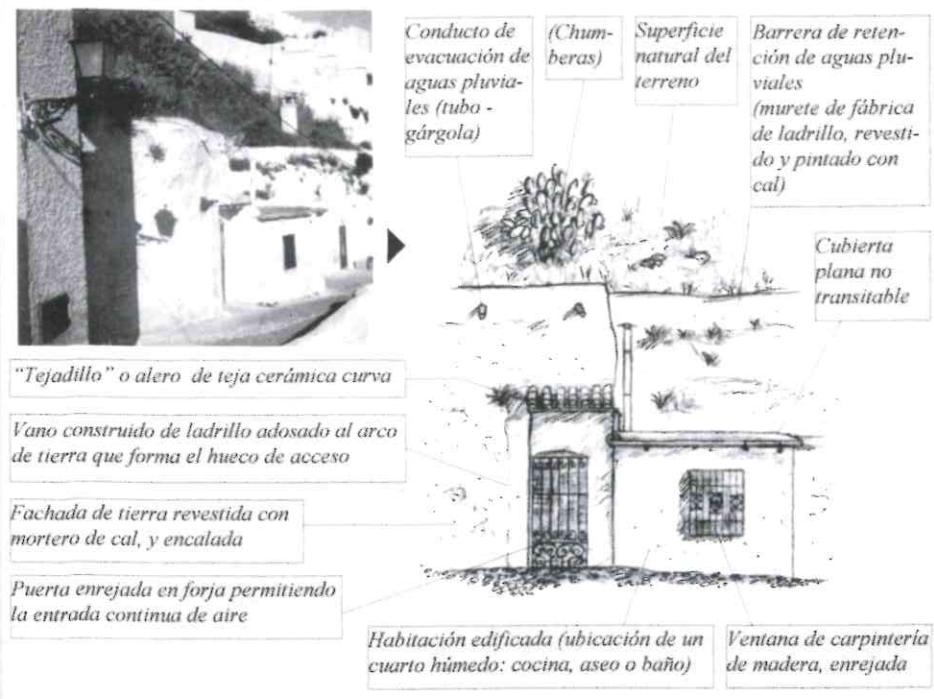 Conducto de
evacuación de
aguas pluvia-
les (tubo -
gárgola)
(Chum-
beras)
Superficie
natural del
terreno
Barrera de reten-
ción de aguas plu-
viales
(murete de fábrica
de ladrillo, revesti-
do y pintado con
cal)
Cubierta
plana no
transitable
"Tejadillo" o alero de teja cerámica curva
Vano construido de ladrillo adosado al arco
de tierra que forma el hueco de acceso
Fachada de tierra revestida con
mortero de cal, y encalada
Puerta enrejada en forja permitiendo
la entrada continua de aire
Habitación edificada (ubicación de un
cuarto húmedo: cocina, aseo o baño)
Ventana de carpintería
de madera, enrejada